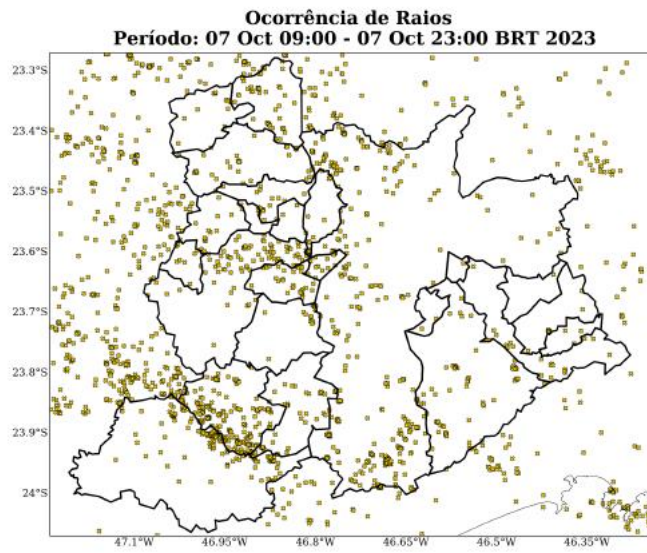 Ocorrência de Raios
Período: 07 Oct 09:00 - 07 Oct 23:00 BRT 2023
23.3°S
23.4°S
23.5°S
23.6°S
23.7°S
23.8°S
23.9°S
24°S
47.1°W 46.95°W 46.8°W 46.65°W 46.5°W 46.35°W